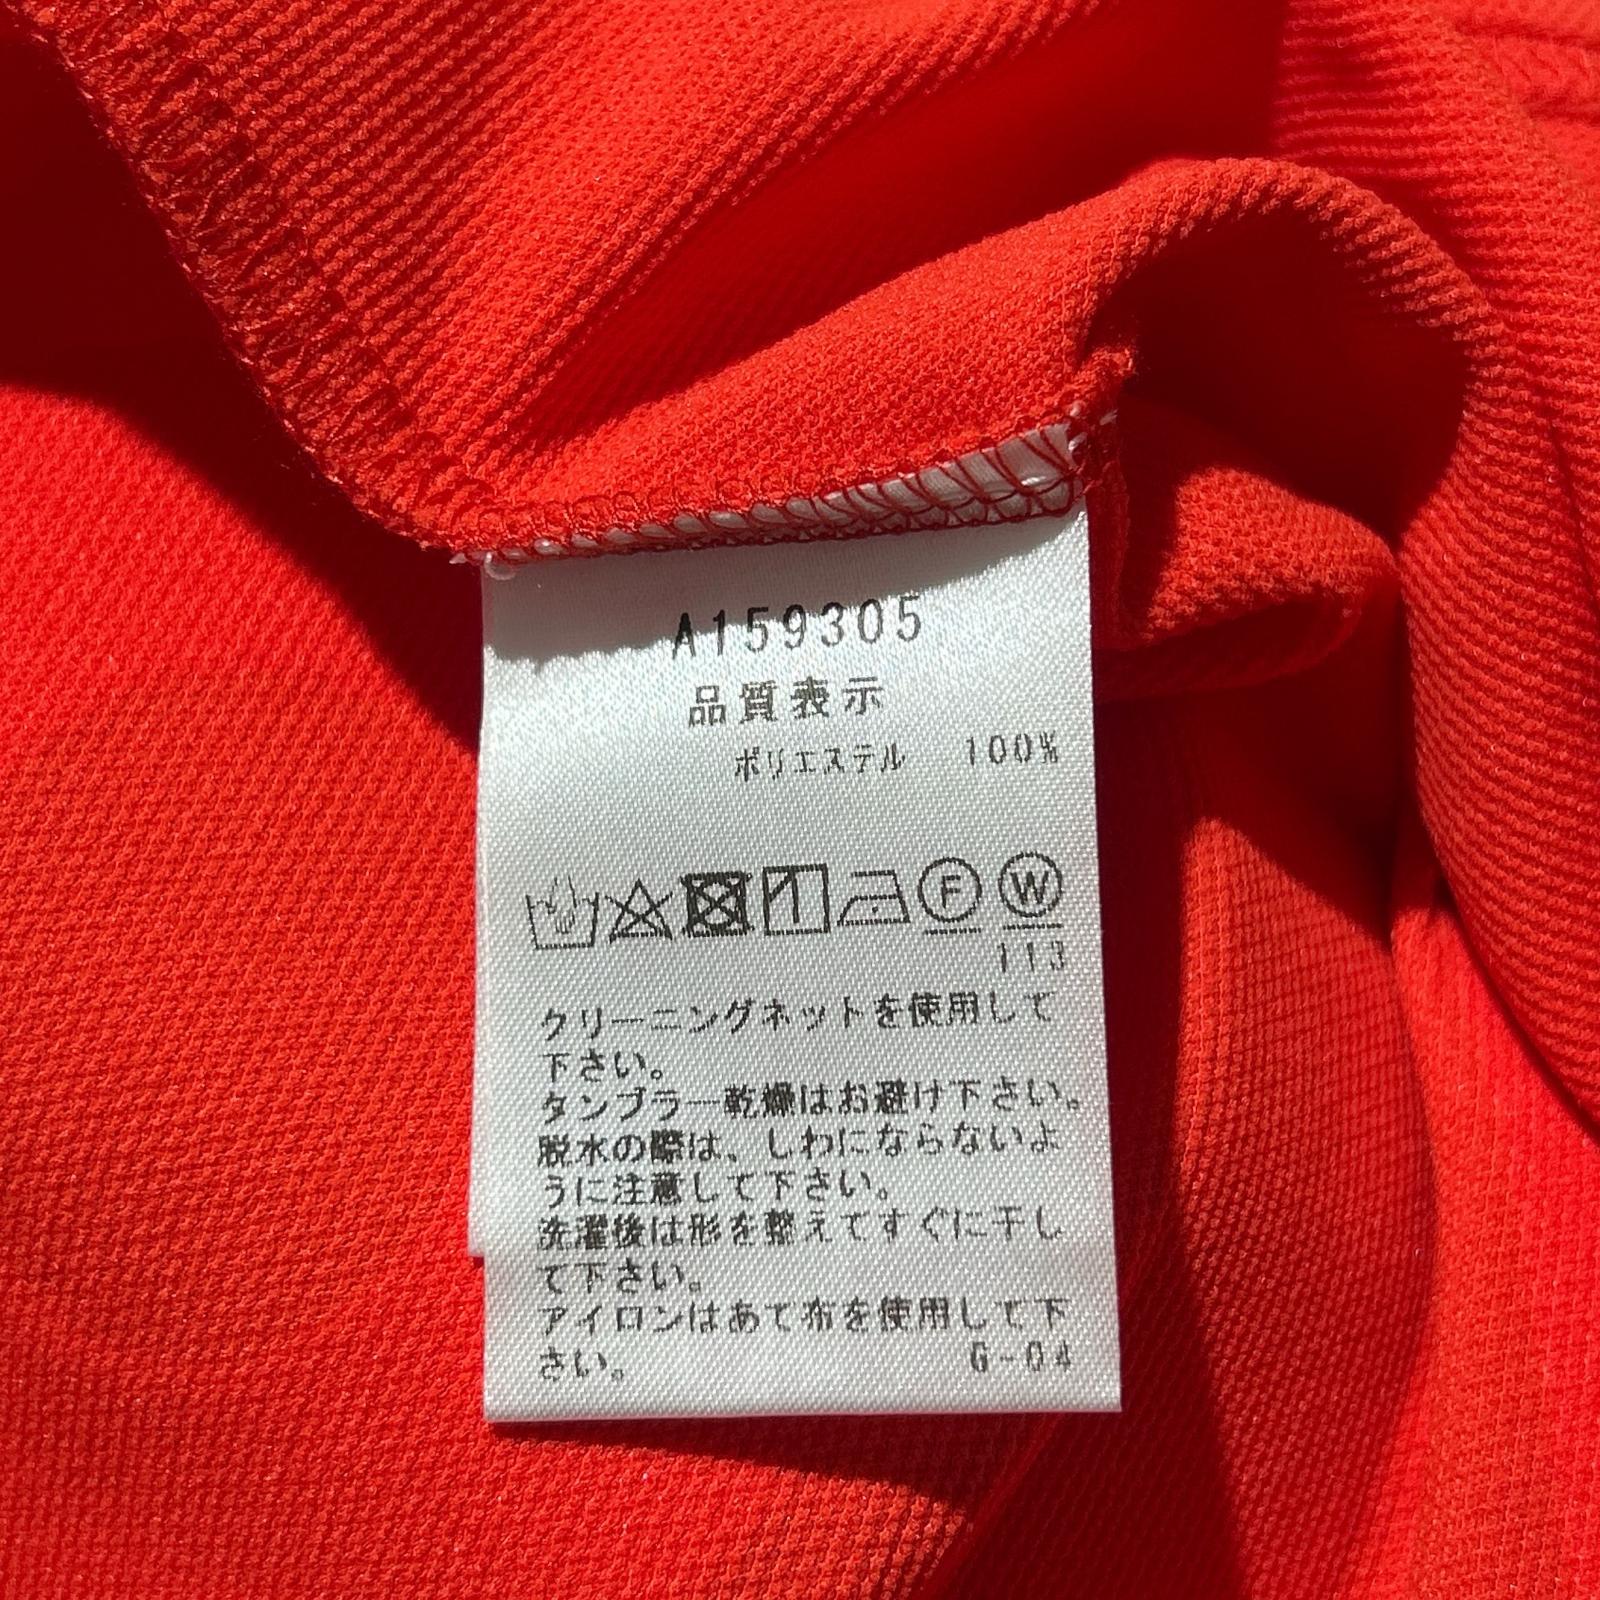 A159305
品質表示
ポリエステル 100%
F W
113
クリーニングネットを使用して
下さい。
タンブラー乾燥はお避け下さい。
脱水の際は、しわにならないよ
うに注意して下さい。
洗濯後は形を整えてすぐに干し
て下さい。
アイロンはあて布を使用して下
さい。 G-04